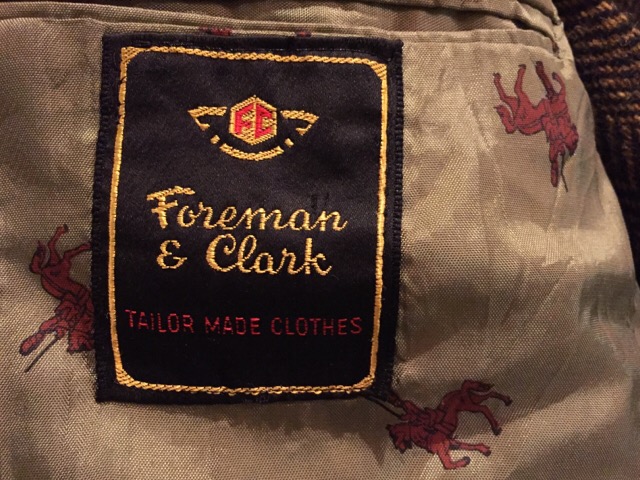 FC
Foreman
& Clark
TAILOR MADE CLOTHES